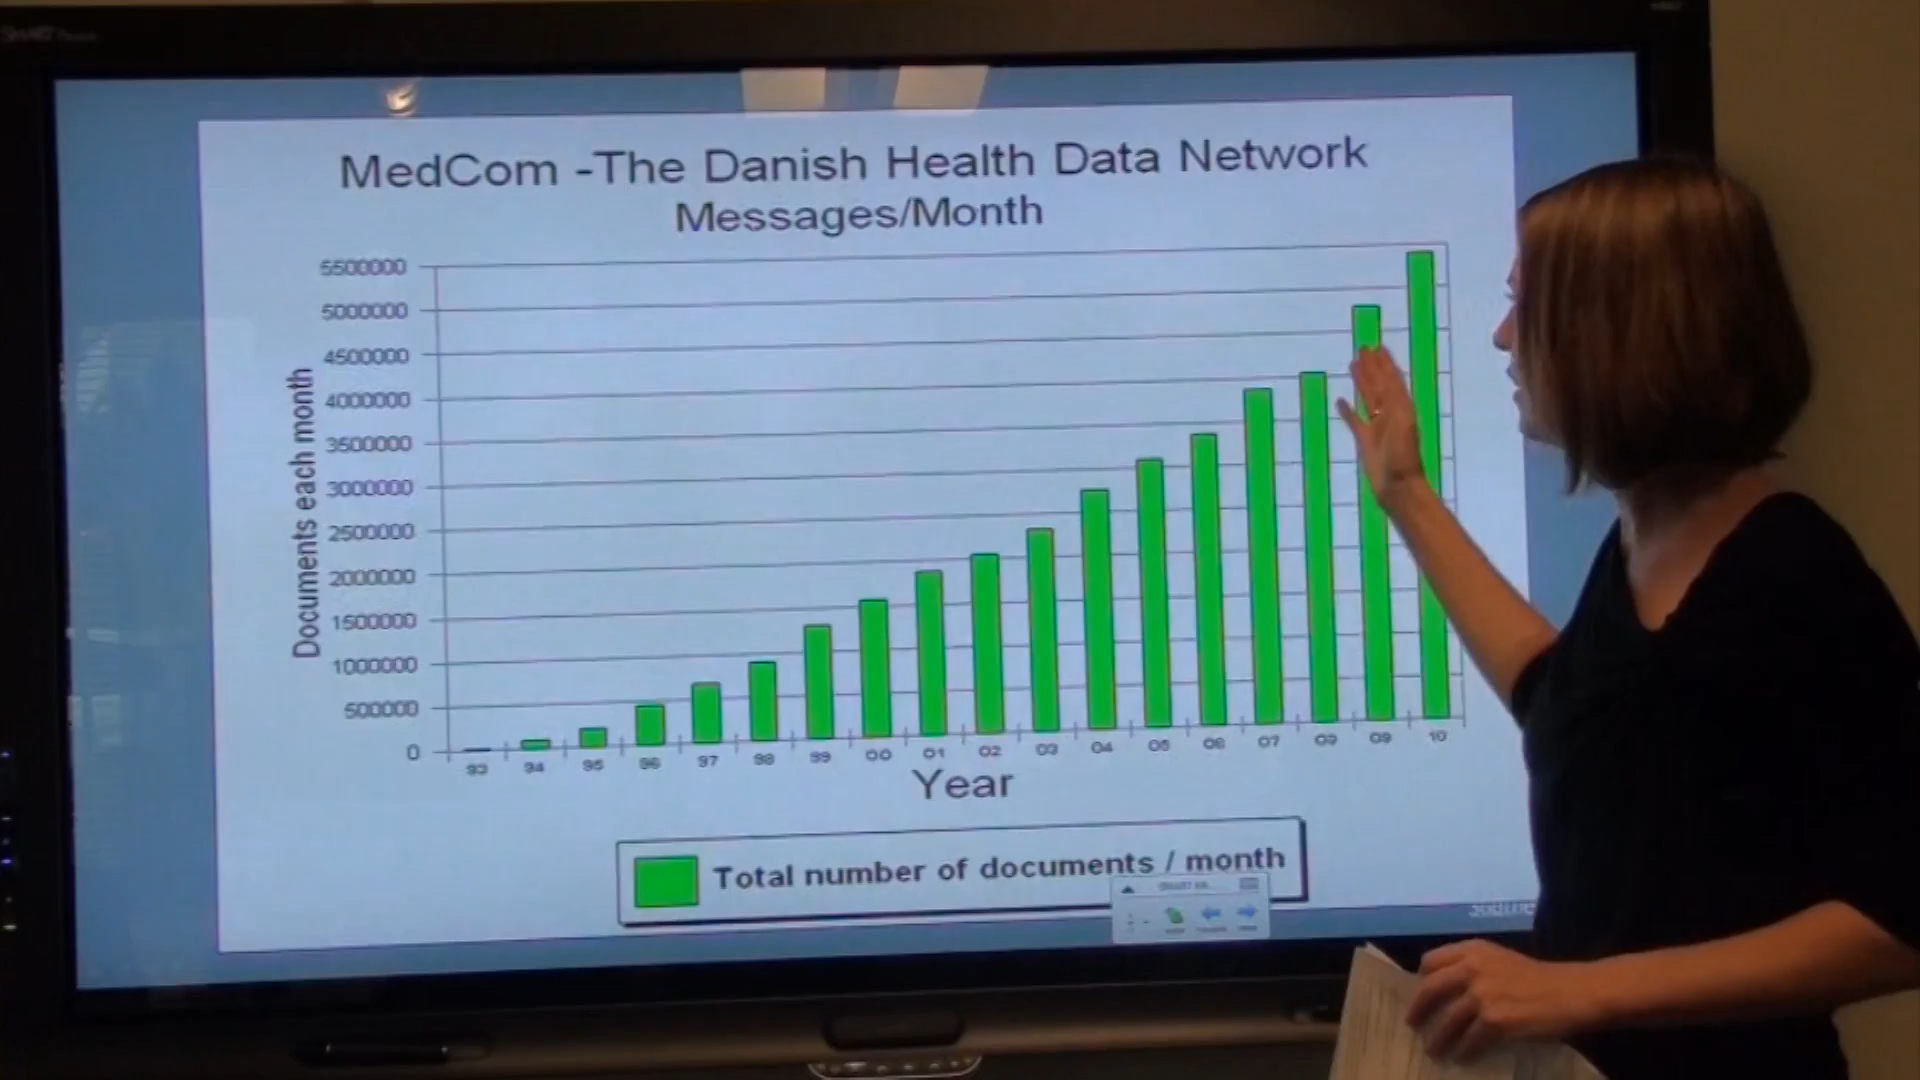 SMART
MedCom -The Danish Health Data Network
Messages/Month
5500000
5000000
4500000
4000000
3500000
3000000
2500000
2000000
1500000
1000000
500000
0
Documents each month
93 94 95 96 97 98 99 00 01 02 03 04 05 06 07 08 09 10
Year
Total number of documents / month